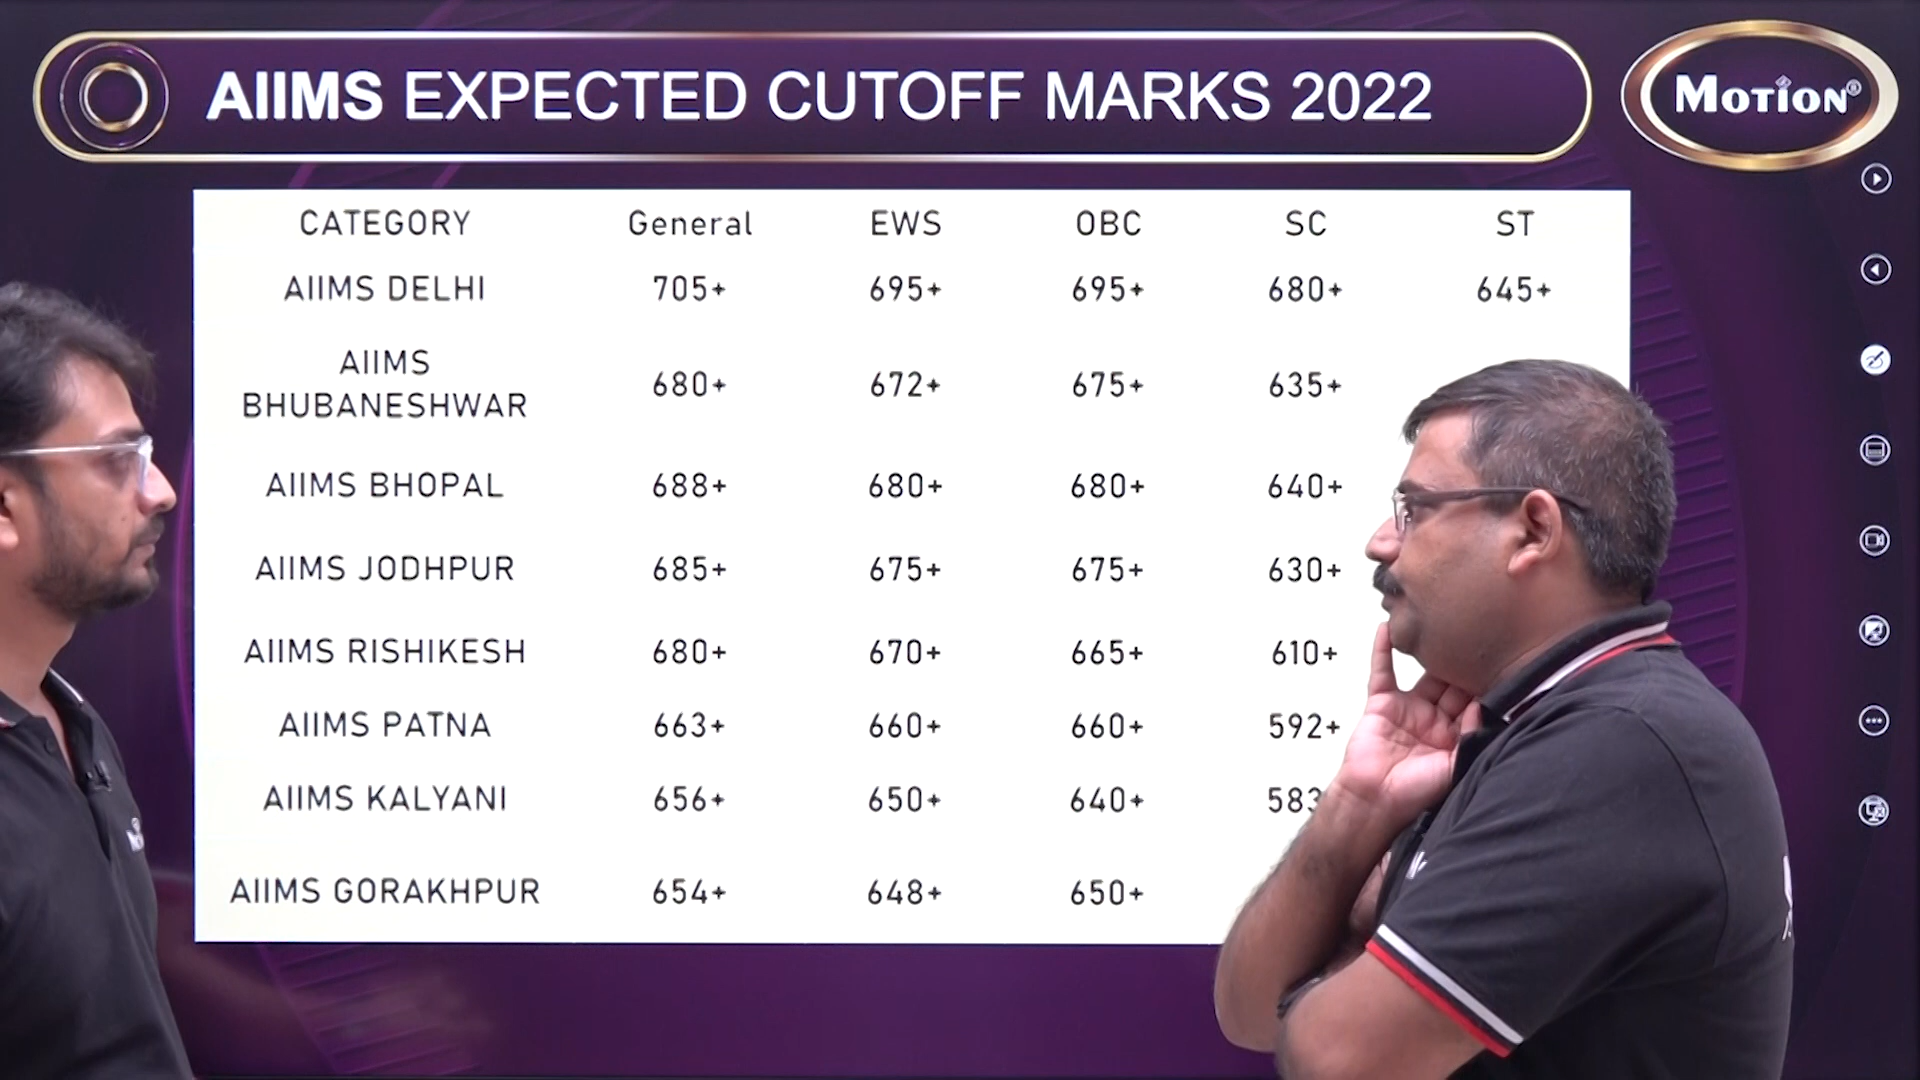 AIIMS EXPECTED CUTOFF MARKS 2022
MOTION®
CATEGORY General EWS OBC SC ST
AIIMS DELHI 705+ 695+ 695+ 680+ 645+
AIIMS
BHUBANESHWAR 680+ 672+ 675+ 635+
AIIMS BHOPAL 688+ 680+ 680+ 640+
AIIMS JODHPUR 685+ 675+ 675+ 630+
AIIMS RISHIKESH 680+ 670+ 665+ 610+
AIIMS PATNA 663+ 660+ 660+ 592+
AIIMS KALYANI 656+ 650+ 640+ 583
AIIMS GORAKHPUR 654+ 648+ 650+